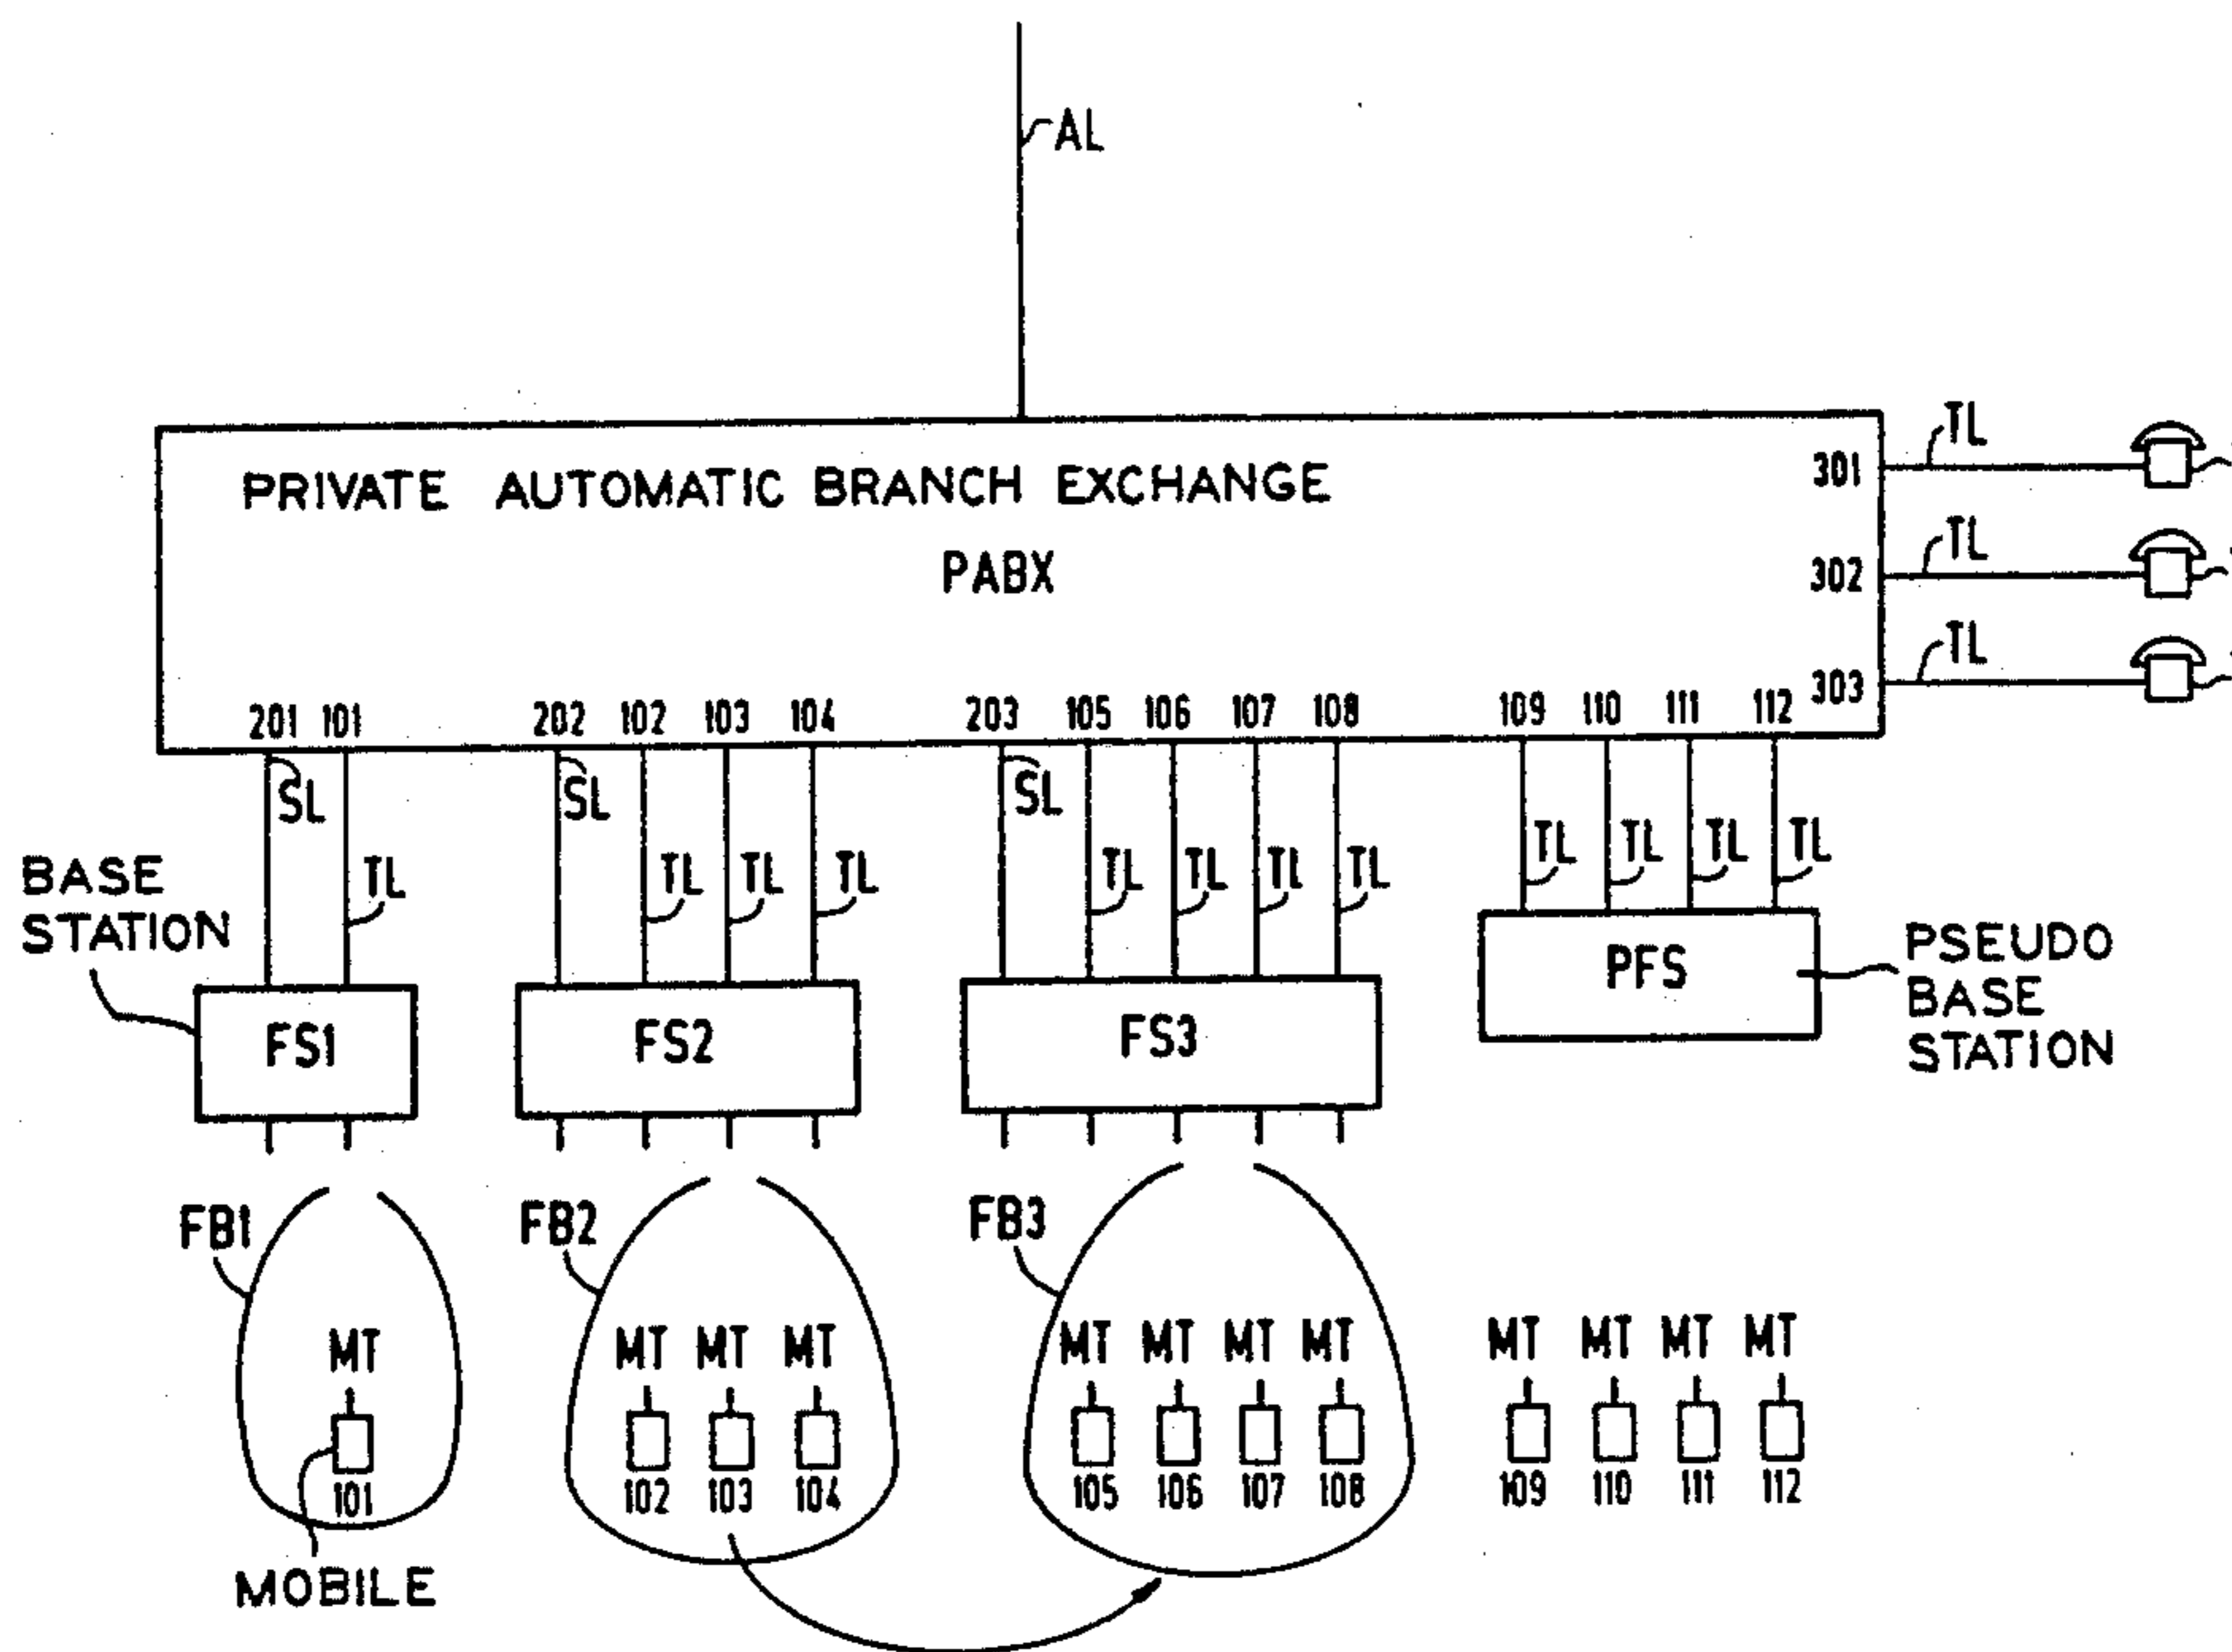 AL
PRIVATE AUTOMATIC BRANCH EXCHANGE
PABX
301 TL
302 TL
303 TL
201 101 202 102 103 104 203 105 106 107 108 109 110 111 112
SL SL SL
TL TL TL TL TL TL TL TL TL TL TL TL
BASE
STATION
FS1 FS2 FS3 PFS
PSEUDO
BASE
STATION
FB1 FB2 FB3
MT MT MT MT MT MT MT MT MT MT MT MT
101 102 103 104 105 106 107 108 109 110 111 112
MOBILE